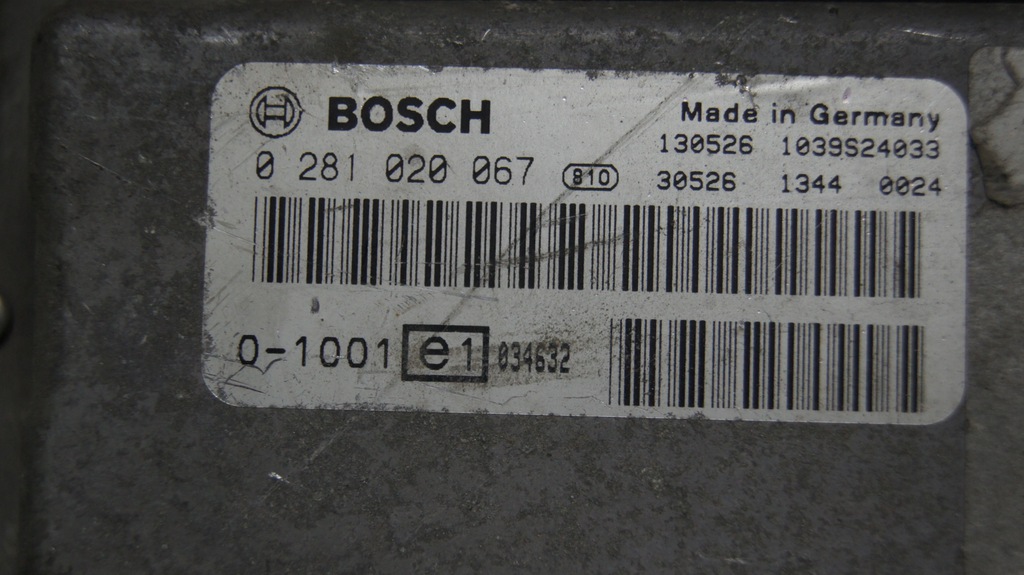 BOSCH Made in Germany
130526 1039S24033
0 281 020 067 810 30526 1344 0024
0-1001 e1 034632